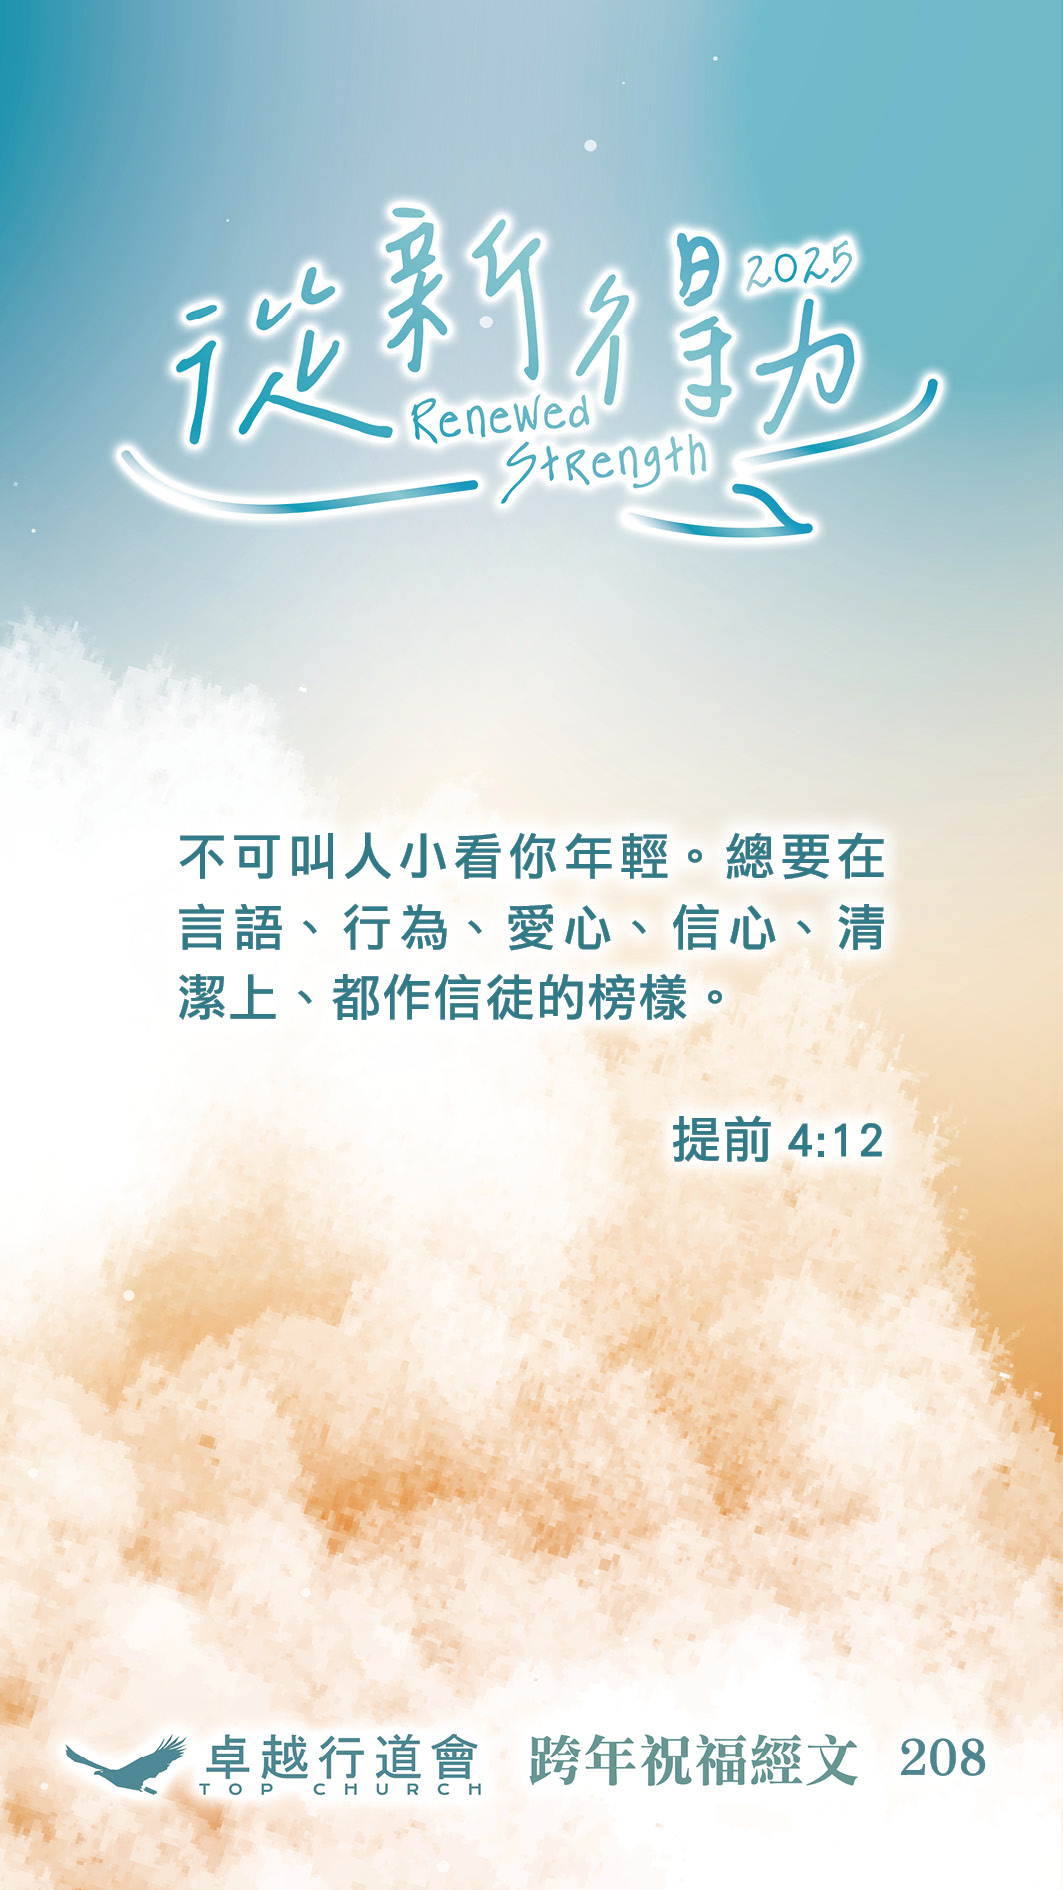 從新得力 2025
Renewed
Strength
不可叫人小看你年輕。總要在
言語、行為、愛心、信心、清
潔上、都作信徒的榜樣。
提前 4:12
卓越行道會
TOP CHURCH
跨年祝福經文 208